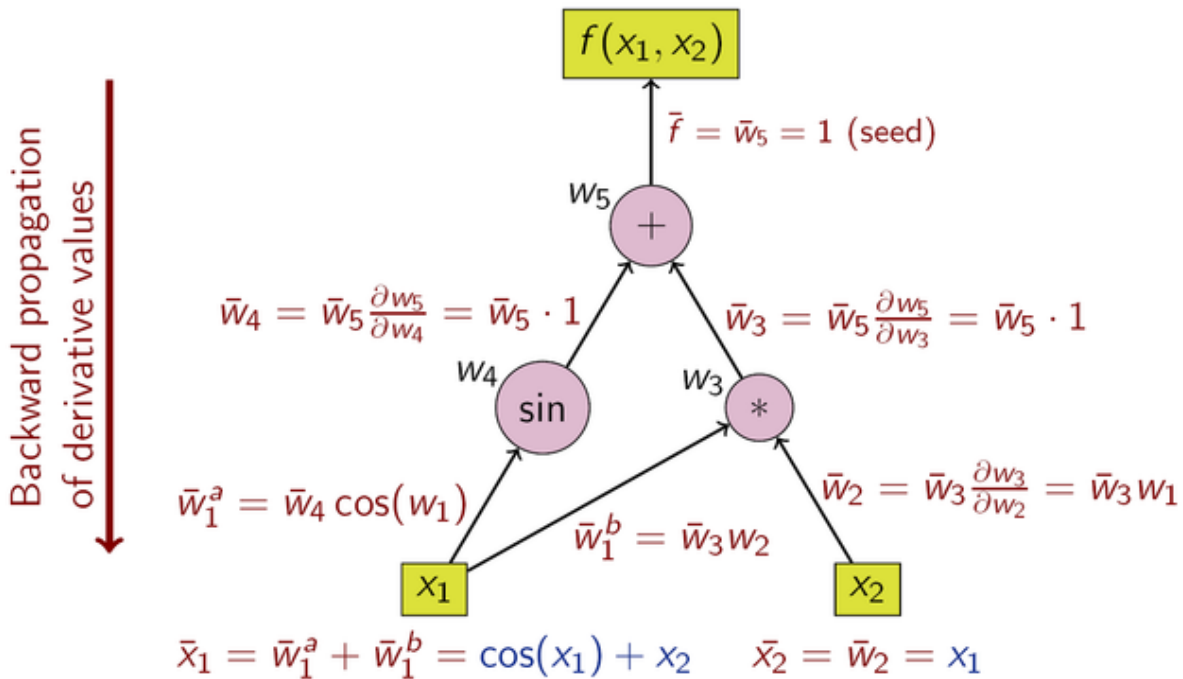 f(x₁, x₂)
f̄ = w̄₅ = 1 (seed)
w₅
+
Backward propagation
of derivative values
w̄₄ = w̄₅ ∂w₅/∂w₄ = w̄₅ · 1
w̄₃ = w̄₅ ∂w₅/∂w₃ = w̄₅ · 1
w₄
sin
w₃
*
w̄₁ᵃ = w̄₄ cos(w₁)
w̄₁ᵇ = w̄₃w₂
w̄₂ = w̄₃ ∂w₃/∂w₂ = w̄₃w₁
x₁
x₂
x̄₁ = w̄₁ᵃ + w̄₁ᵇ = cos(x₁) + x₂
x̄₂ = w̄₂ = x₁